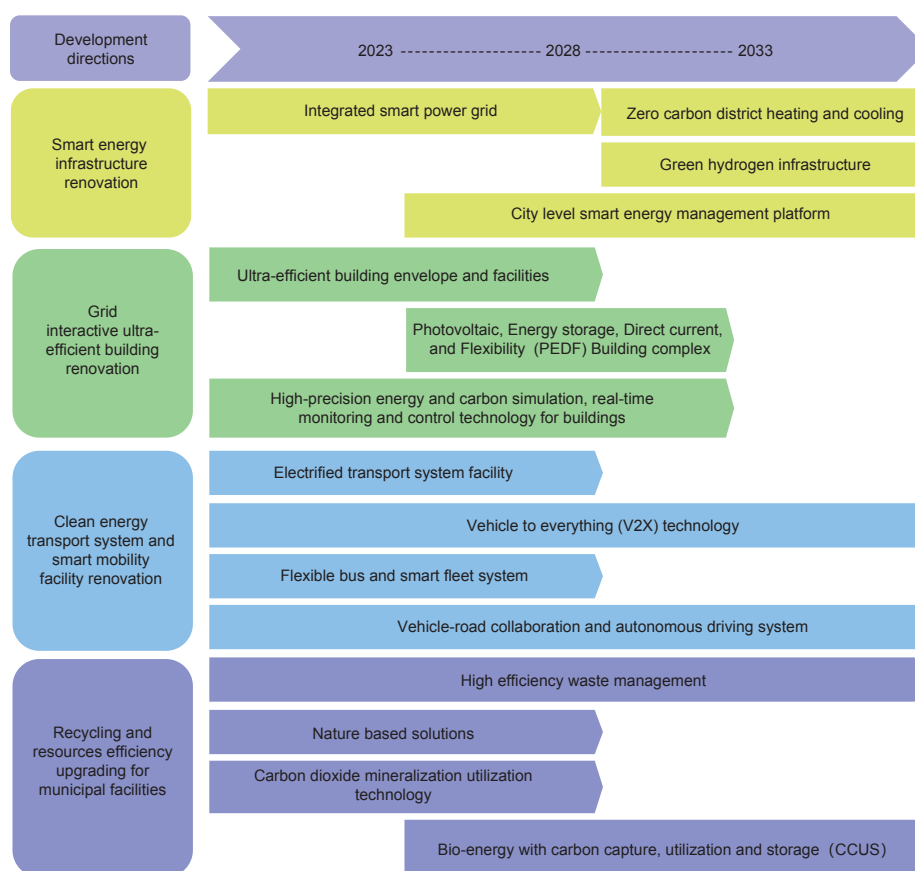 Development
directions
2023 ---------------- 2028 ---------------- 2033
Smart energy
infrastructure
renovation
Integrated smart power grid
Zero carbon district heating and cooling
Green hydrogen infrastructure
City level smart energy management platform
Grid
interactive ultra-
efficient building
renovation
Ultra-efficient building envelope and facilities
Photovoltaic, Energy storage, Direct current,
and Flexibility (PEDF) Building complex
High-precision energy and carbon simulation, real-time
monitoring and control technology for buildings
Clean energy
transport system and
smart mobility
facility renovation
Electrified transport system facility
Vehicle to everything (V2X) technology
Flexible bus and smart fleet system
Vehicle-road collaboration and autonomous driving system
Recycling and
resources efficiency
upgrading for
municipal facilities
High efficiency waste management
Nature based solutions
Carbon dioxide mineralization utilization
technology
Bio-energy with carbon capture, utilization and storage (CCUS)